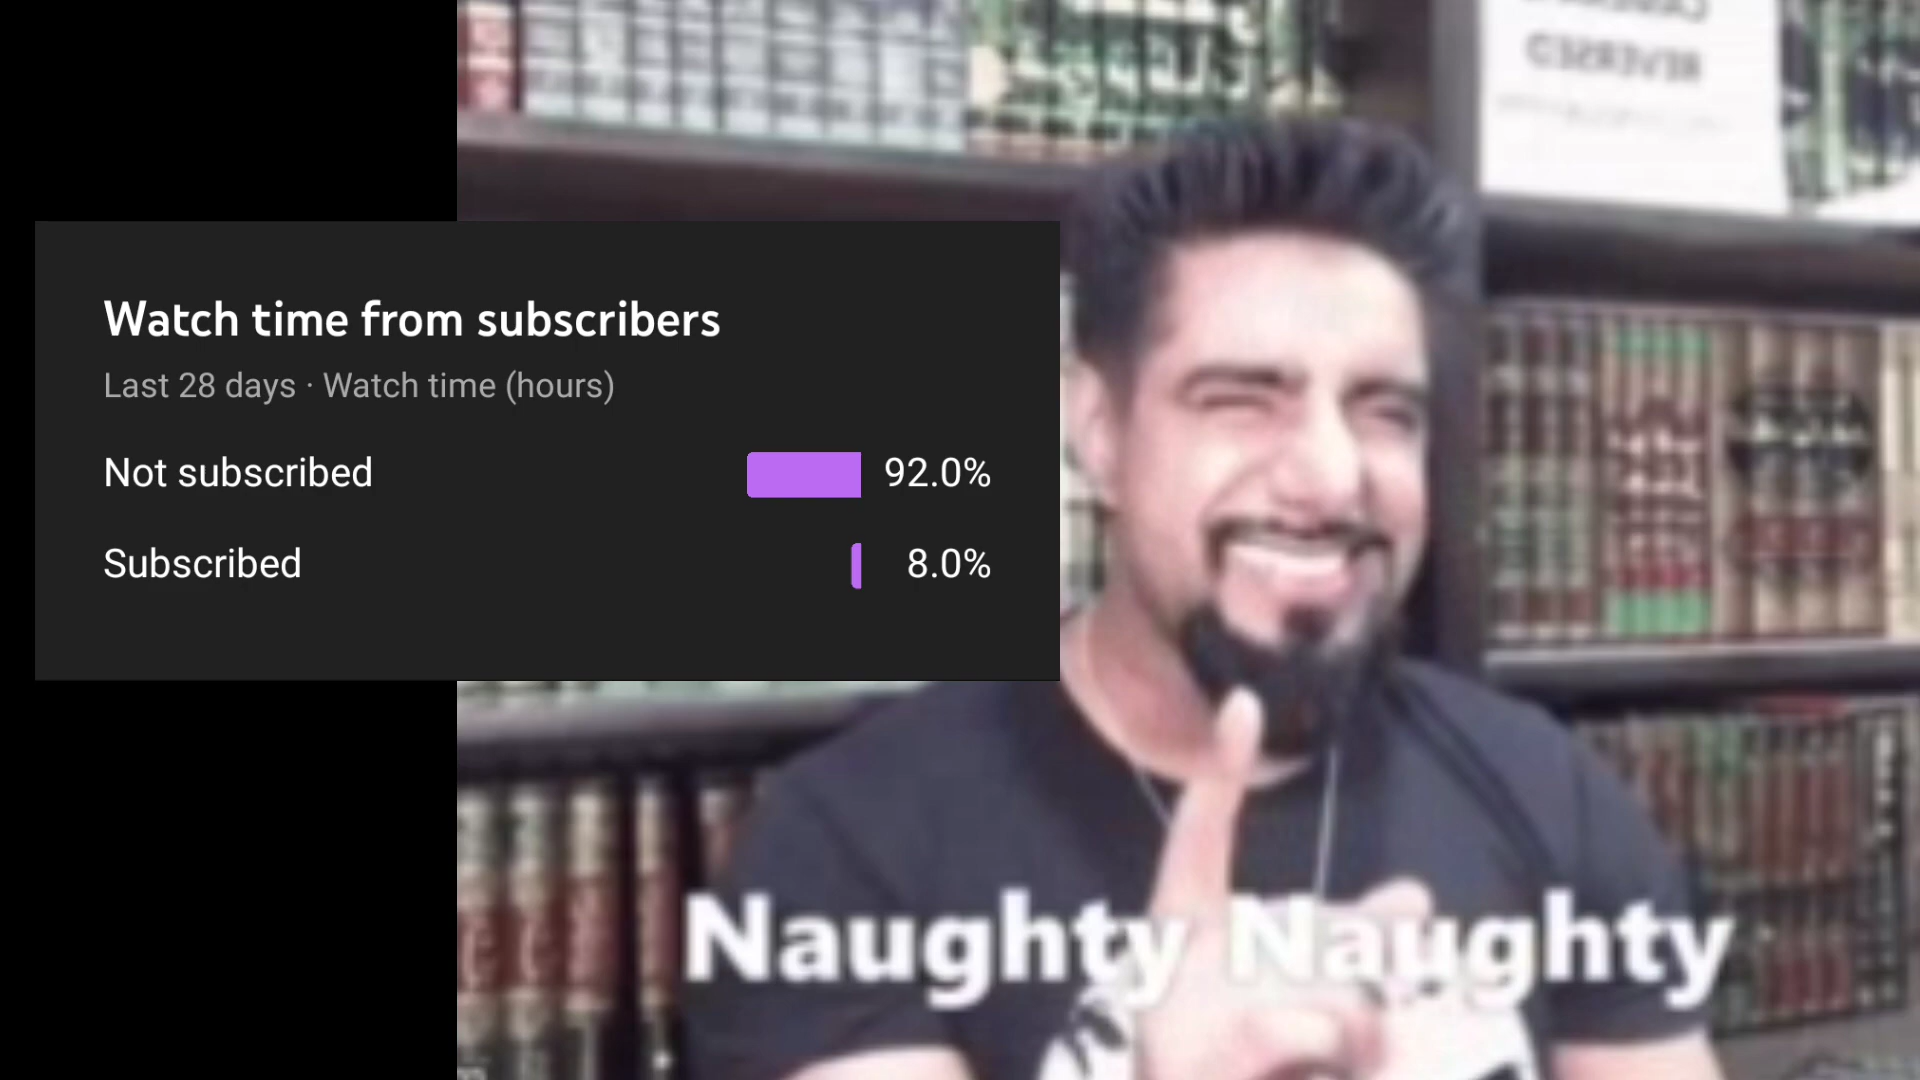 REVERSED
Watch time from subscribers
Last 28 days · Watch time (hours)
Not subscribed 92.0%
Subscribed 8.0%
Naughty Naughty